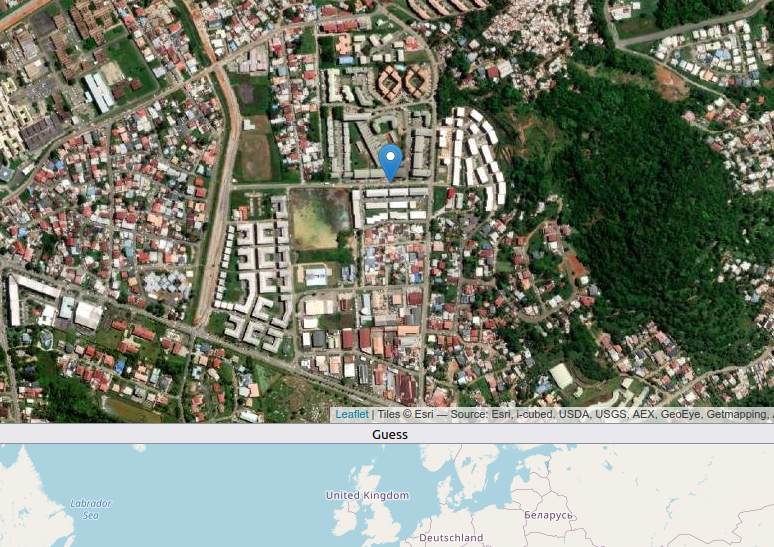 Leaflet | Tiles © Esri — Source: Esri, i-cubed, USDA, USGS, AEX, GeoEye, Getmapping,
Guess
United Kingdom
Labrador
Sea
Беларусь
Deutschland